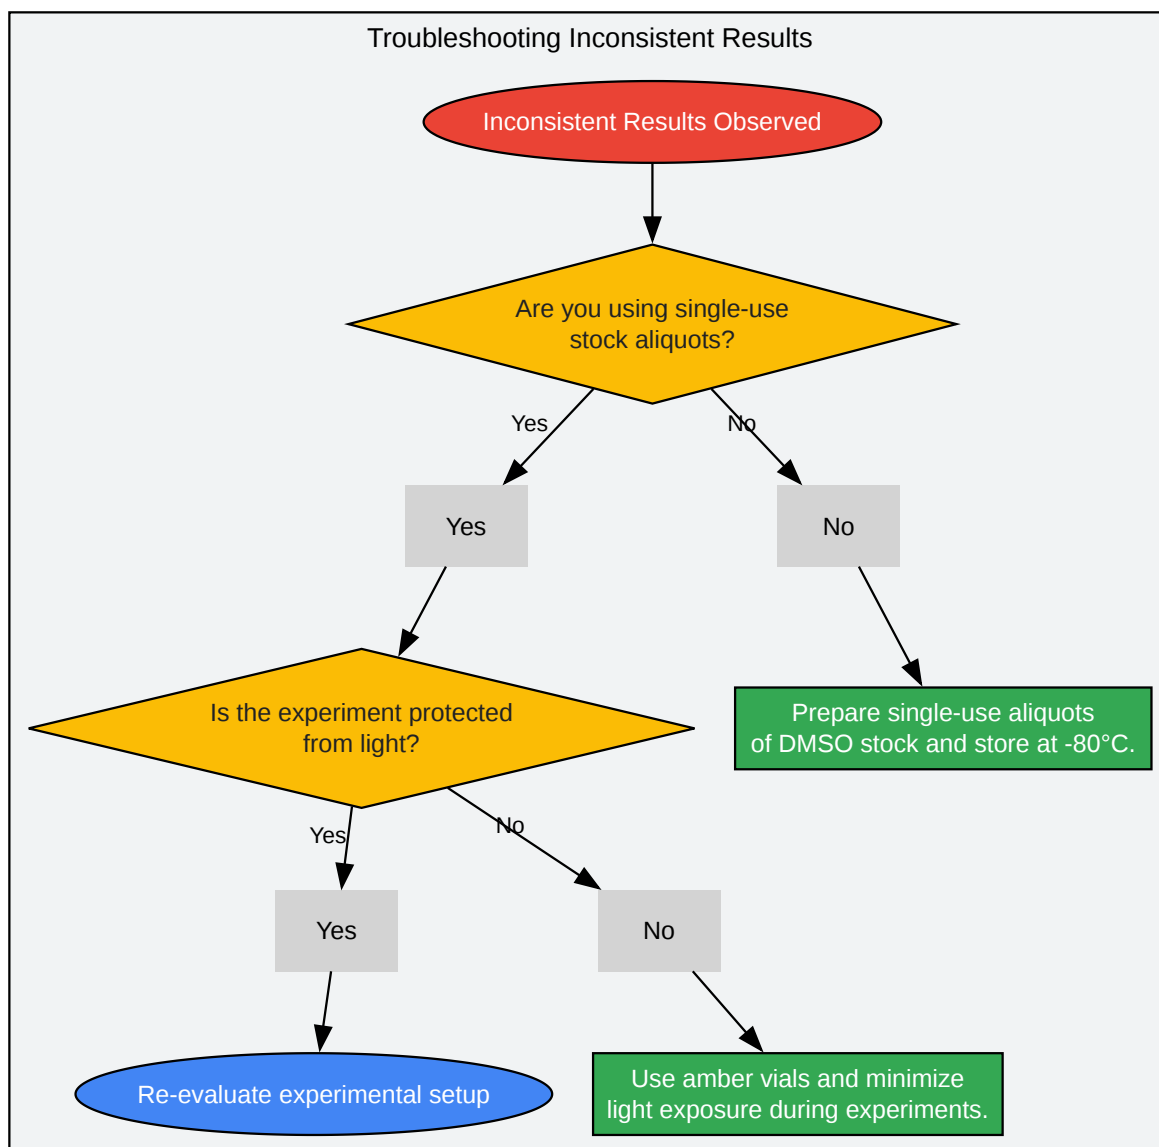 Troubleshooting Inconsistent Results
Inconsistent Results Observed
Are you using single-use
stock aliquots?
Yes
No
Yes
No
Is the experiment protected
from light?
Prepare single-use aliquots
of DMSO stock and store at -80°C.
Yes
No
Yes
No
Re-evaluate experimental setup
Use amber vials and minimize
light exposure during experiments.